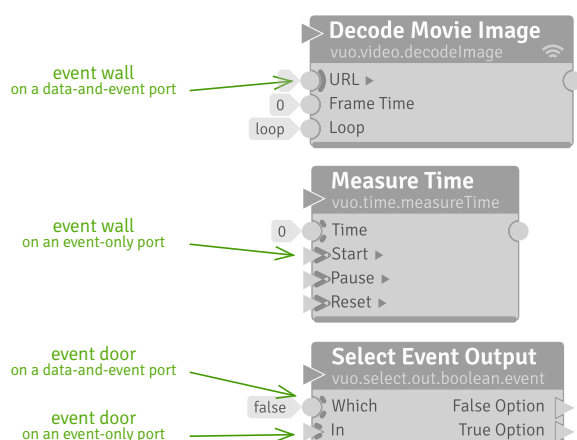 Decode Movie Image
vuo.video.decodeImage
event wall
on a data-and-event port
URL
0 Frame Time
loop Loop
Measure Time
vuo.time.measureTime
event wall
on an event-only port
0 Time
Start
Pause
Reset
event door
on a data-and-event port
Select Event Output
vuo.select.out.boolean.event
false Which False Option
event door
on an event-only port
In True Option